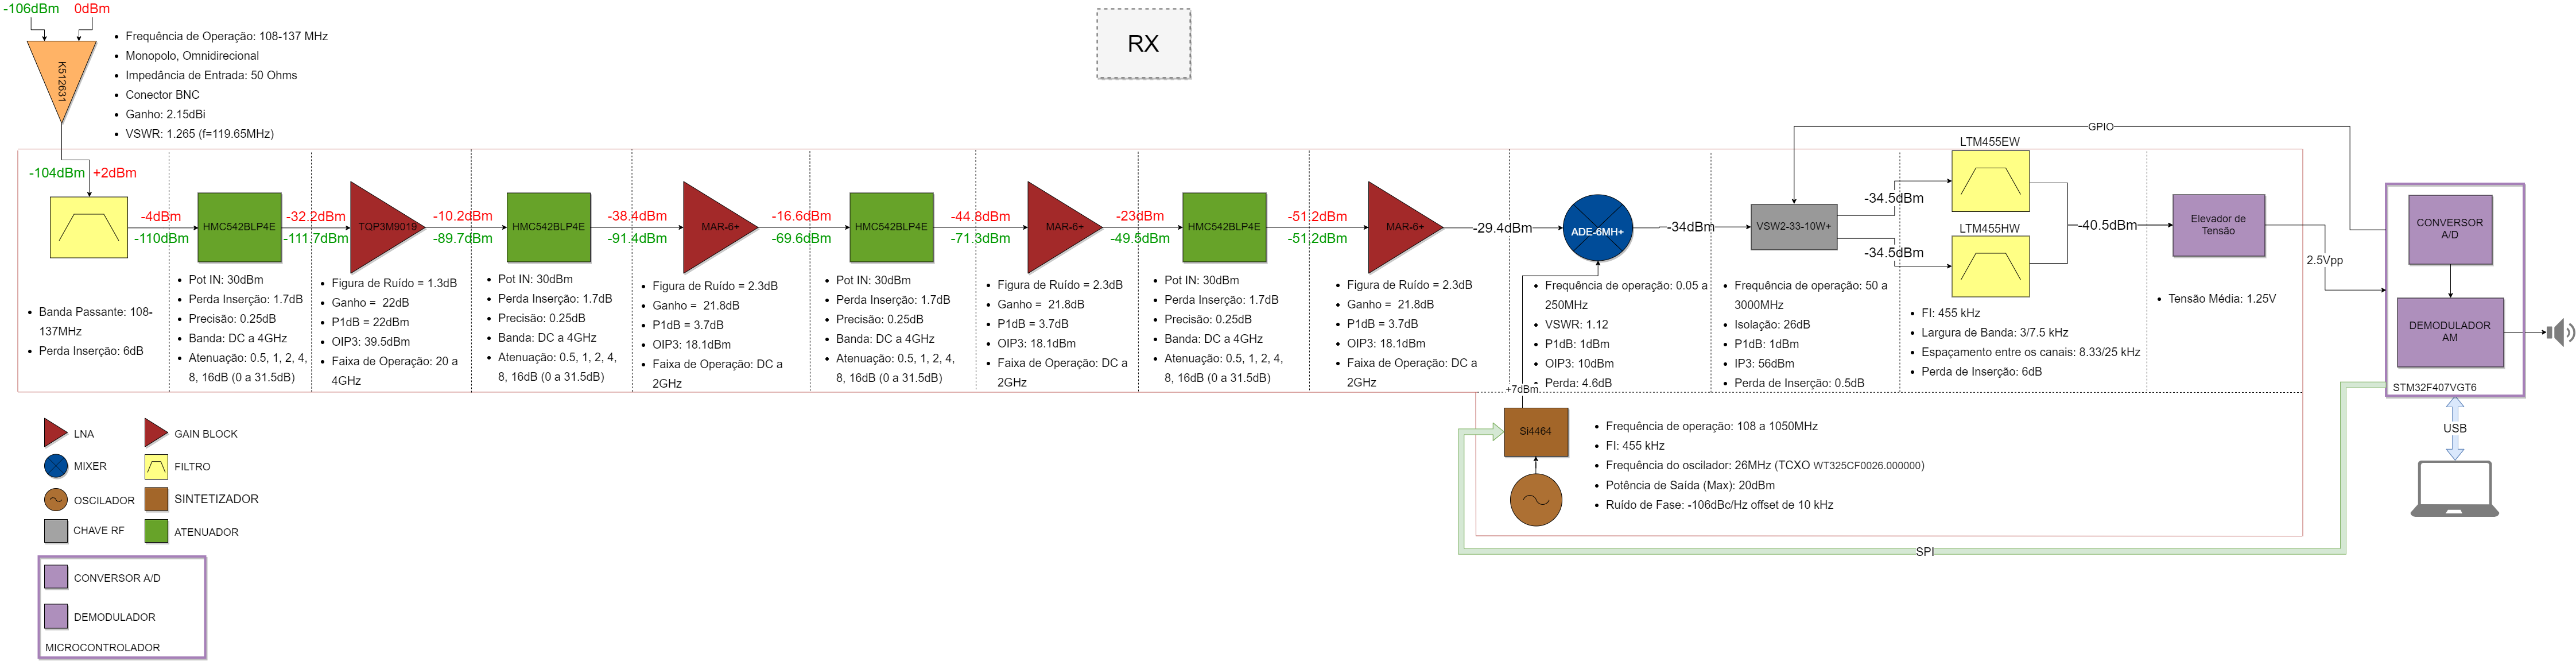 -106dBm
0dBm
K512631
Frequência de Operação: 108-137 MHz
Monopolo, Omnidirecional
Impedância de Entrada: 50 Ohms
Conector BNC
Ganho: 2.15dBi
VSWR: 1.265 (f=119.65MHz)
RX
-104dBm
+2dBm
Banda Passante: 108-
137MHz
Perda Inserção: 6dB
-4dBm
-110dBm
HMC542BLP4E
Pot IN: 30dBm
Perda Inserção: 1.7dB
Precisão: 0.25dB
Banda: DC a 4GHz
Atenuação: 0.5, 1, 2, 4,
8, 16dB (0 a 31.5dB)
-32.2dBm
-111.7dBm
TQP3M9019
Figura de Ruído = 1.3dB
Ganho = 22dB
P1dB = 22dBm
OIP3: 39.5dBm
Faixa de Operação: 20 a
4GHz
-10.2dBm
-89.7dBm
HMC542BLP4E
Pot IN: 30dBm
Perda Inserção: 1.7dB
Precisão: 0.25dB
Banda: DC a 4GHz
Atenuação: 0.5, 1, 2, 4,
8, 16dB (0 a 31.5dB)
-38.4dBm
-91.4dBm
MAR-6+
Figura de Ruído = 2.3dB
Ganho = 21.8dB
P1dB = 3.7dB
OIP3: 18.1dBm
Faixa de Operação: DC a
2GHz
-16.6dBm
-69.6dBm
HMC542BLP4E
Pot IN: 30dBm
Perda Inserção: 1.7dB
Precisão: 0.25dB
Banda: DC a 4GHz
Atenuação: 0.5, 1, 2, 4,
8, 16dB (0 a 31.5dB)
-44.8dBm
-71.3dBm
MAR-6+
Figura de Ruído = 2.3dB
Ganho = 21.8dB
P1dB = 3.7dB
OIP3: 18.1dBm
Faixa de Operação: DC a
2GHz
-23dBm
-49.5dBm
HMC542BLP4E
Pot IN: 30dBm
Perda Inserção: 1.7dB
Precisão: 0.25dB
Banda: DC a 4GHz
Atenuação: 0.5, 1, 2, 4,
8, 16dB (0 a 31.5dB)
-51.2dBm
-51.2dBm
MAR-6+
Figura de Ruído = 2.3dB
Ganho = 21.8dB
P1dB = 3.7dB
OIP3: 18.1dBm
Faixa de Operação: DC a
2GHz
-29.4dBm
ADE-6MH+
Frequência de operação: 0.05 a
250MHz
VSWR: 1.12
P1dB: 1dBm
OIP3: 10dBm
Perda: 4.6dB
+7dBm
-34dBm
VSW2-33-10W+
Frequência de operação: 50 a
3000MHz
Isolação: 26dB
P1dB: 1dBm
IP3: 56dBm
Perda de Inserção: 0.5dB
GPIO
-34.5dBm
-34.5dBm
LTM455EW
LTM455HW
FI: 455 kHz
Largura de Banda: 3/7.5 kHz
Espaçamento entre os canais: 8.33/25 kHz
Perda de Inserção: 6dB
-40.5dBm
Elevador de
Tensão
Tensão Média: 1.25V
2.5Vpp
CONVERSOR
A/D
DEMODULADOR
AM
STM32F407VGT6
USB
Si4464
Frequência de operação: 108 a 1050MHz
FI: 455 kHz
Frequência do oscilador: 26MHz (TCXO WT325CF0026.000000)
Potência de Saída (Max): 20dBm
Ruído de Fase: -106dBc/Hz offset de 10 kHz
SPI
LNA
GAIN BLOCK
MIXER
FILTRO
OSCILADOR
SINTETIZADOR
CHAVE RF
ATENUADOR
CONVERSOR A/D
DEMODULADOR
MICROCONTROLADOR